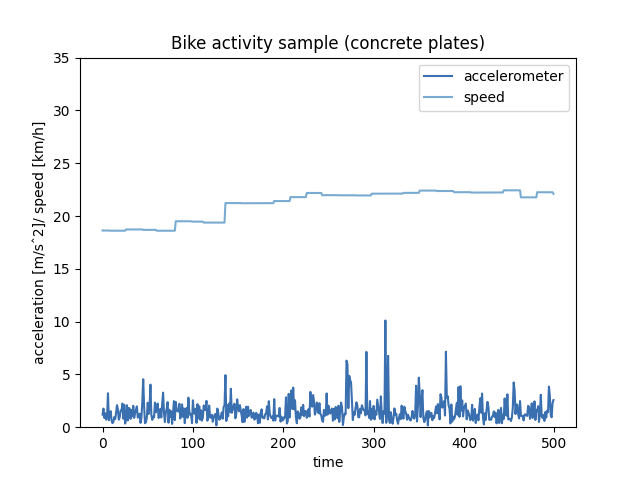 Bike activity sample (concrete plates)
accelerometer
speed
35
30
25
20
15
10
5
0
acceleration [m/s^2]/ speed [km/h]
0 100 200 300 400 500
time